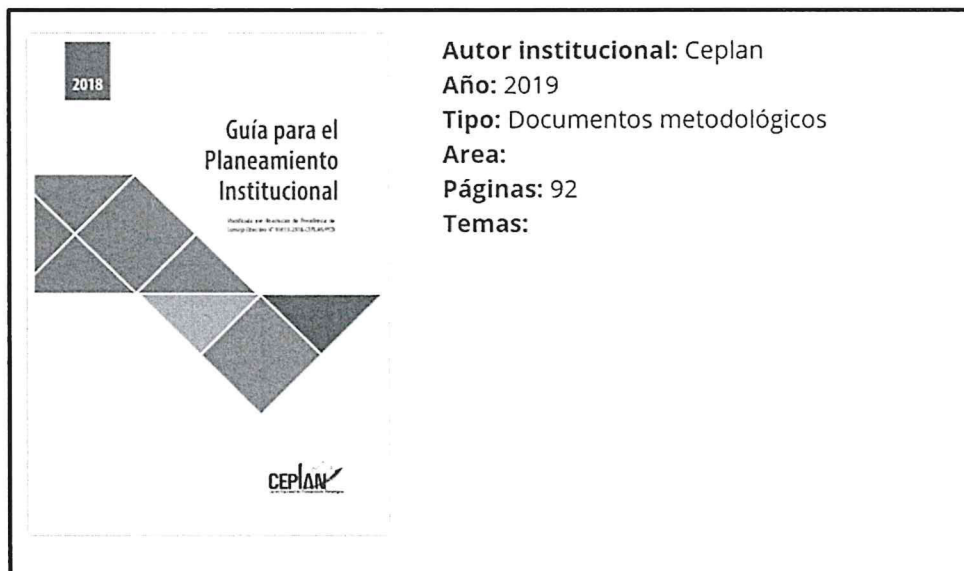 2018
Guía para el
Planeamiento
Institucional
CEPLAN
Autor institucional: Ceplan
Año: 2019
Tipo: Documentos metodológicos
Area:
Páginas: 92
Temas: